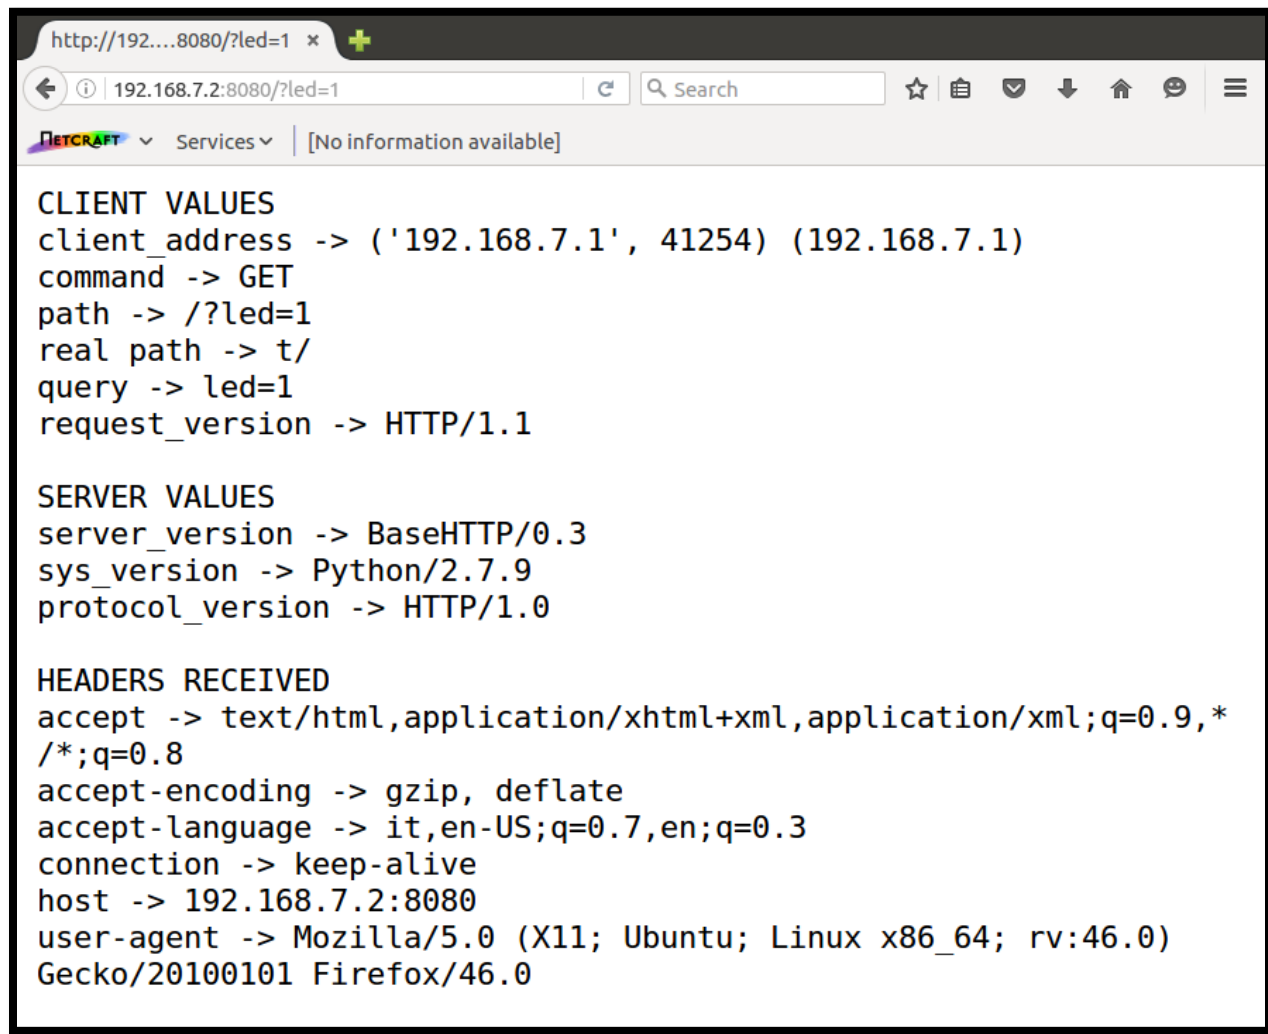 http://192....8080/?led=1 ×
192.168.7.2:8080/?led=1 Search
NETCRAFT Services [No information available]
CLIENT VALUES
client_address -> ('192.168.7.1', 41254) (192.168.7.1)
command -> GET
path -> /?led=1
real path -> t/
query -> led=1
request_version -> HTTP/1.1
SERVER VALUES
server_version -> BaseHTTP/0.3
sys_version -> Python/2.7.9
protocol_version -> HTTP/1.0
HEADERS RECEIVED
accept -> text/html,application/xhtml+xml,application/xml;q=0.9,*
/*;q=0.8
accept-encoding -> gzip, deflate
accept-language -> it,en-US;q=0.7,en;q=0.3
connection -> keep-alive
host -> 192.168.7.2:8080
user-agent -> Mozilla/5.0 (X11; Ubuntu; Linux x86_64; rv:46.0)
Gecko/20100101 Firefox/46.0